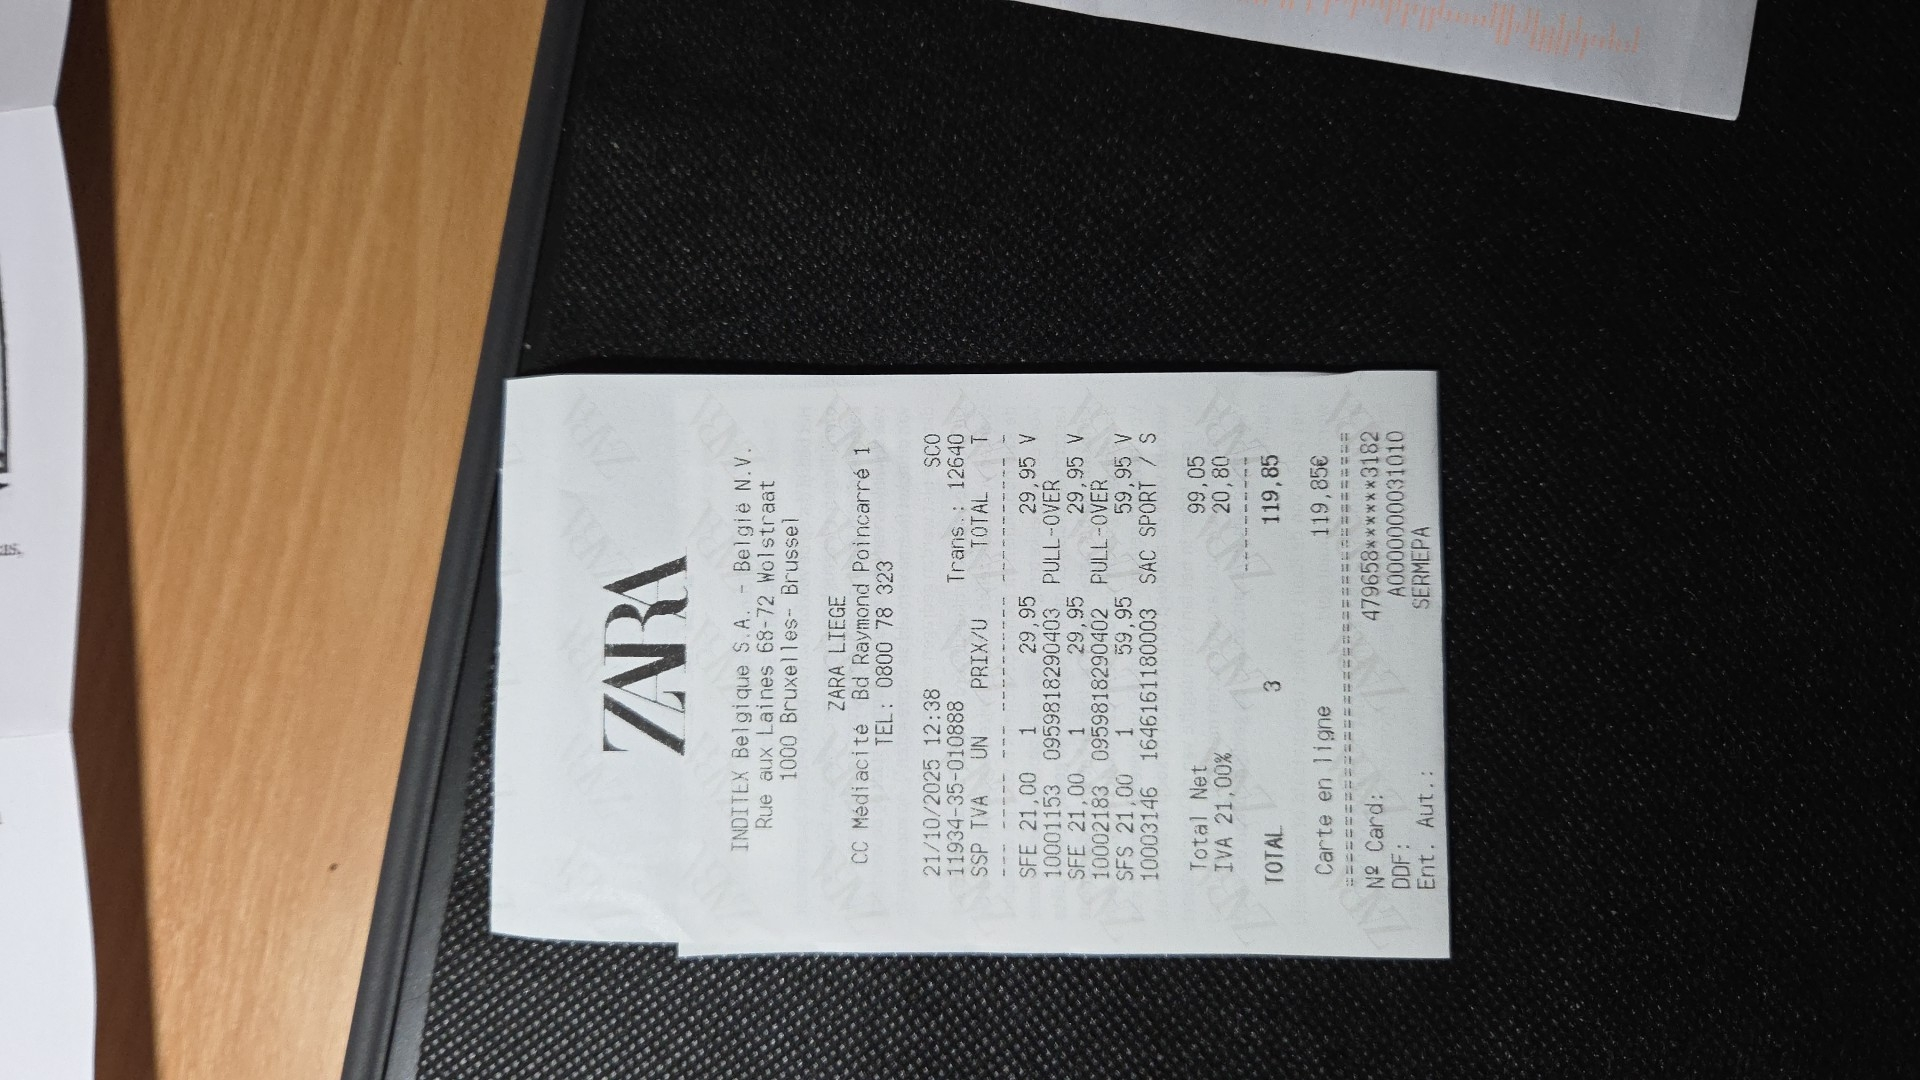 ZARA
INDITEX Belgique S.A. - België N.V.
Rue aux Laines 68-72 Wolstraat
1000 Bruxelles- Brussel
ZARA LIEGE
CC Médiacité Bd Raymond Poincarré 1
TEL: 0800 78 323
21/10/2025 12:38 SCO
11934-35-010888 Trans.: 12640
SSP TVA UN PRIX/U TOTAL T
SFE 21,00 1 29,95 29,95 V
10001153 0959818290403 PULL-OVER
SFE 21,00 1 29,95 29,95 V
10002183 0959818290402 PULL-OVER
SFS 21,00 1 59,95 59,95 V
10003146 16461611180003 SAC SPORT / S
Total Net 99,05
IVA 21,00% 20,80
TOTAL 3 119,85
Carte en ligne 119,85€
Nº Card: 479658******3182
DDF: A0000000031010
Ent. Aut.: SERMEPA